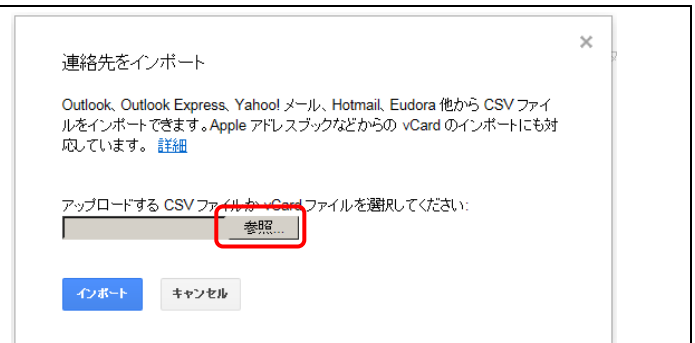 連絡先をインポート
Outlook、Outlook Express、Yahoo! メール、Hotmail、Eudora 他から CSV ファイ
ルをインポートできます。Apple アドレスブックなどからの vCard のインポートにも対
応しています。 詳細
アップロードする CSV ファイルか vCard ファイルを選択してください:
参照...
インポート キャンセル